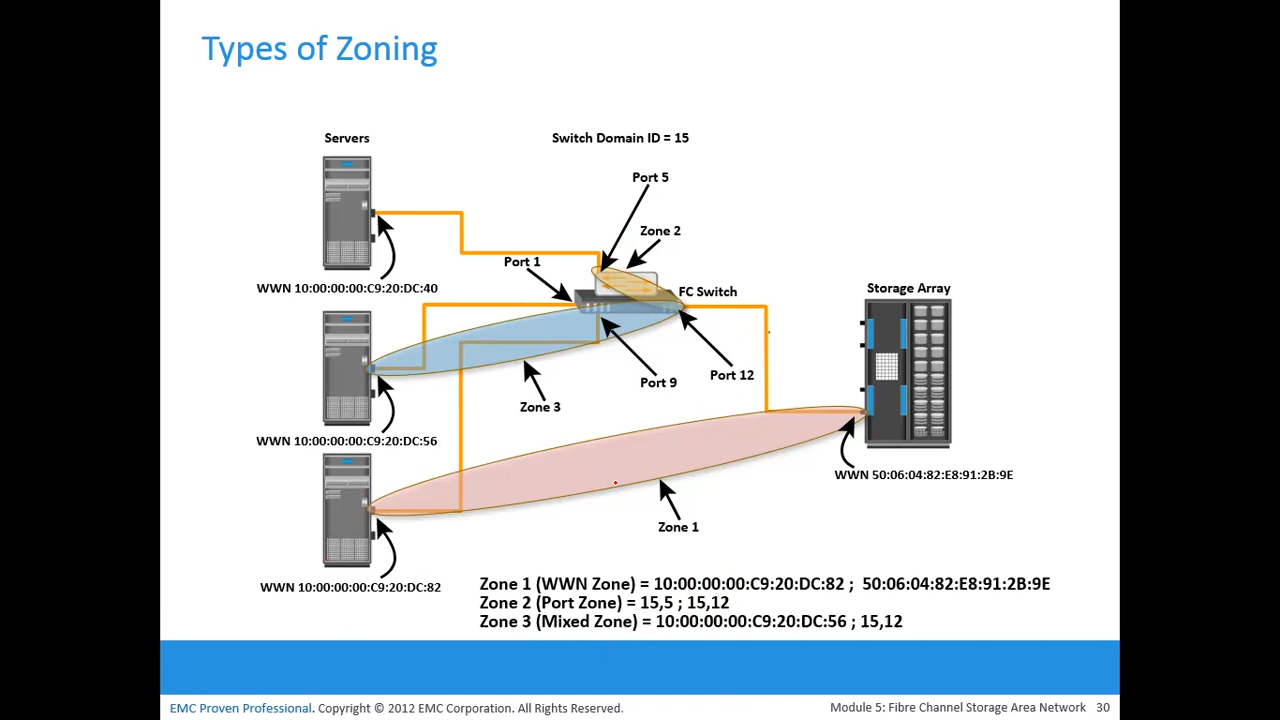 Types of Zoning
Servers
Switch Domain ID = 15
Port 5
Zone 2
Port 1
WWN 10:00:00:00:C9:20:DC:40
FC Switch
Storage Array
Port 9
Port 12
Zone 3
WWN 10:00:00:00:C9:20:DC:56
WWN 50:06:04:82:E8:91:2B:9E
Zone 1
WWN 10:00:00:00:C9:20:DC:82
Zone 1 (WWN Zone) = 10:00:00:00:C9:20:DC:82 ; 50:06:04:82:E8:91:2B:9E
Zone 2 (Port Zone) = 15,5 ; 15,12
Zone 3 (Mixed Zone) = 10:00:00:00:C9:20:DC:56 ; 15,12
EMC Proven Professional. Copyright © 2012 EMC Corporation. All Rights Reserved.
Module 5: Fibre Channel Storage Area Network 30